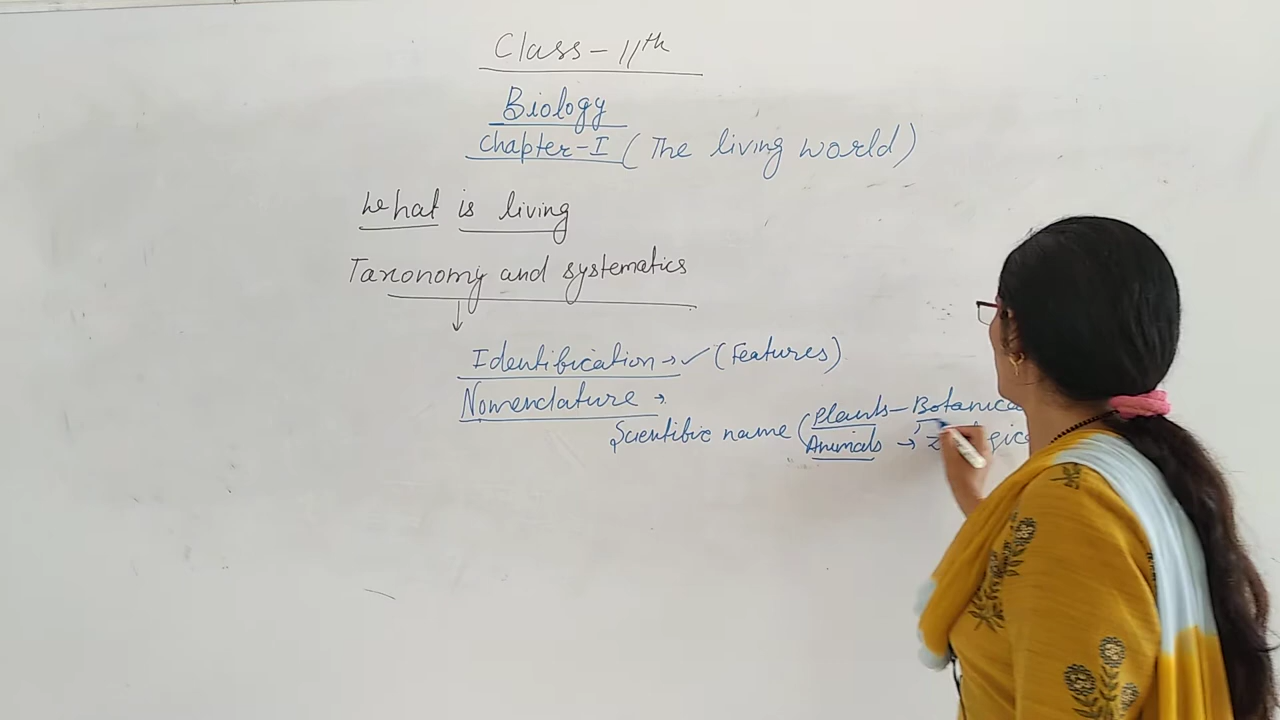 Class - 11th
Biology
Chapter-I (The living world)
What is living
Taxonomy and systematics
Identification → ✓ (Features)
Nomenclature →
Scientific name (Plants - Botanica
Animals →